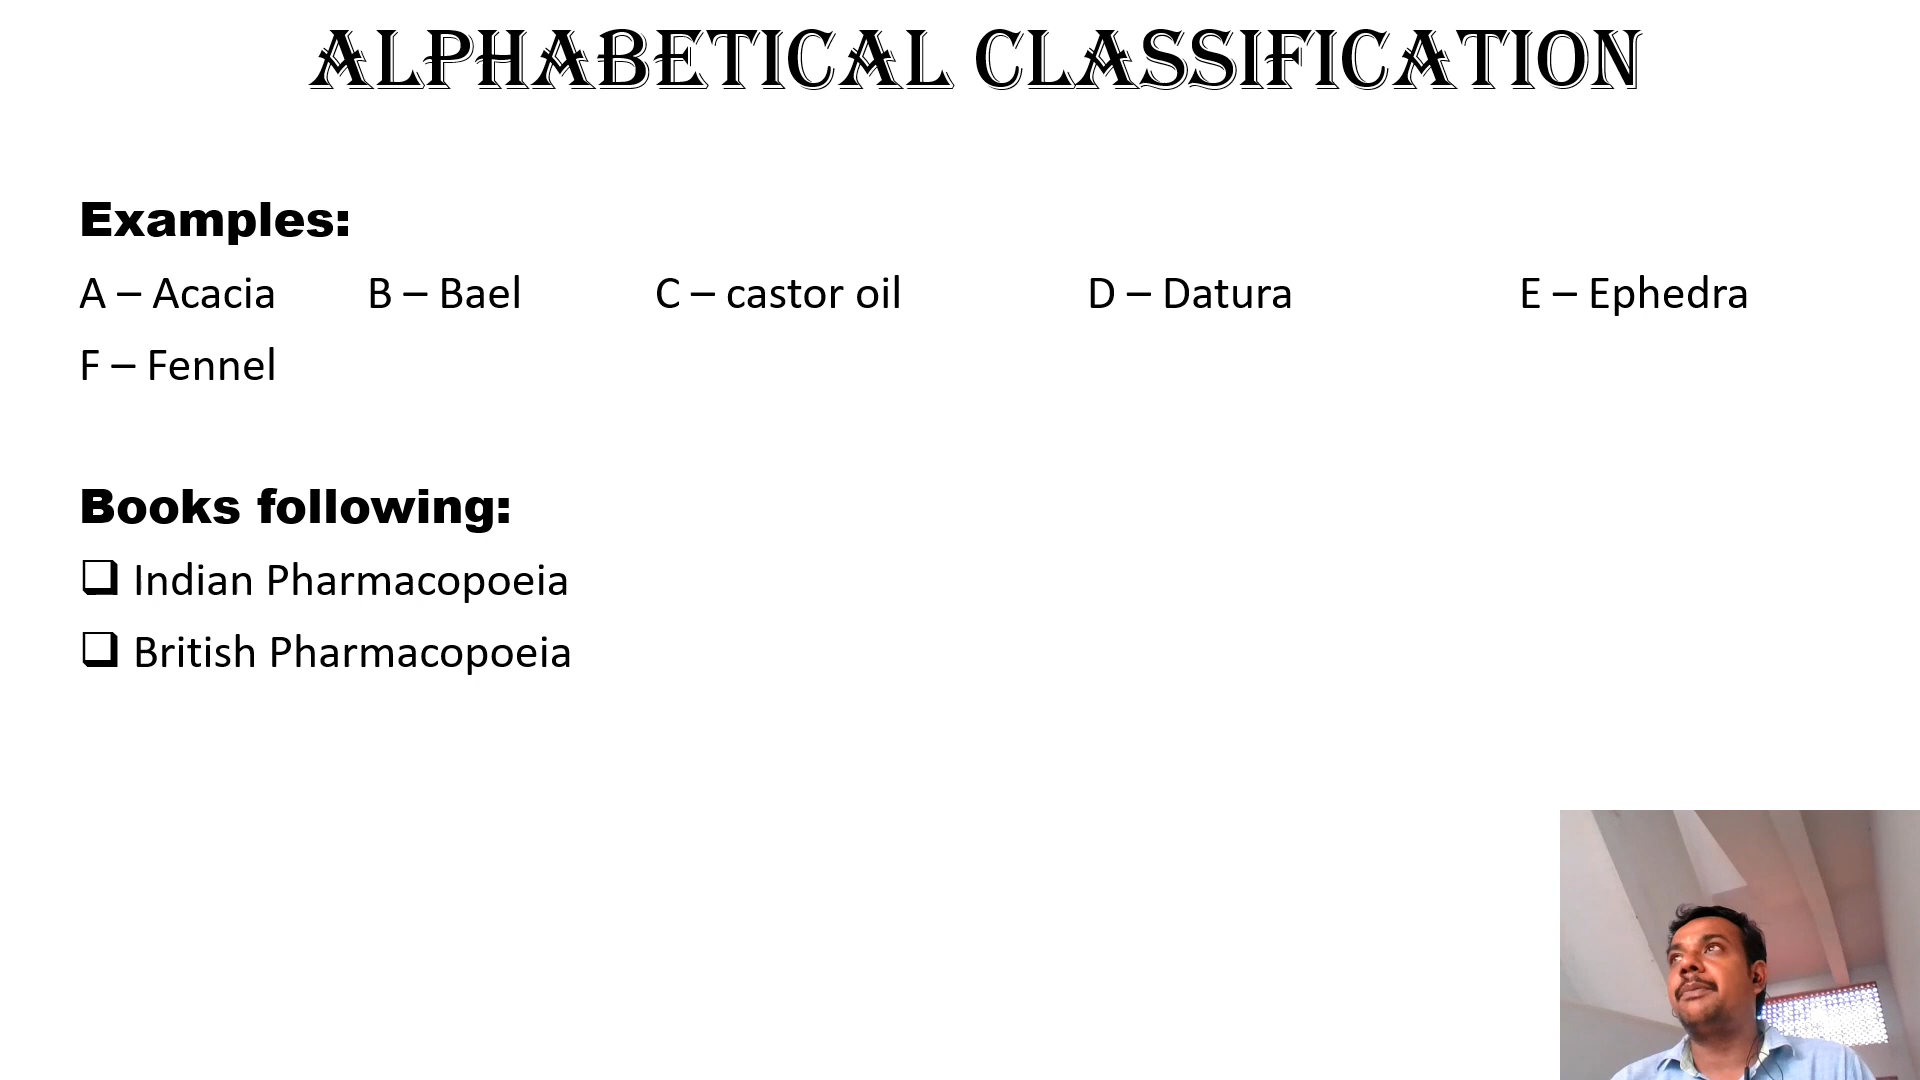 ALPHABETICAL CLASSIFICATION
Examples:
A – Acacia B – Bael C – castor oil D – Datura E – Ephedra
F – Fennel
Books following:
❑ Indian Pharmacopoeia
❑ British Pharmacopoeia